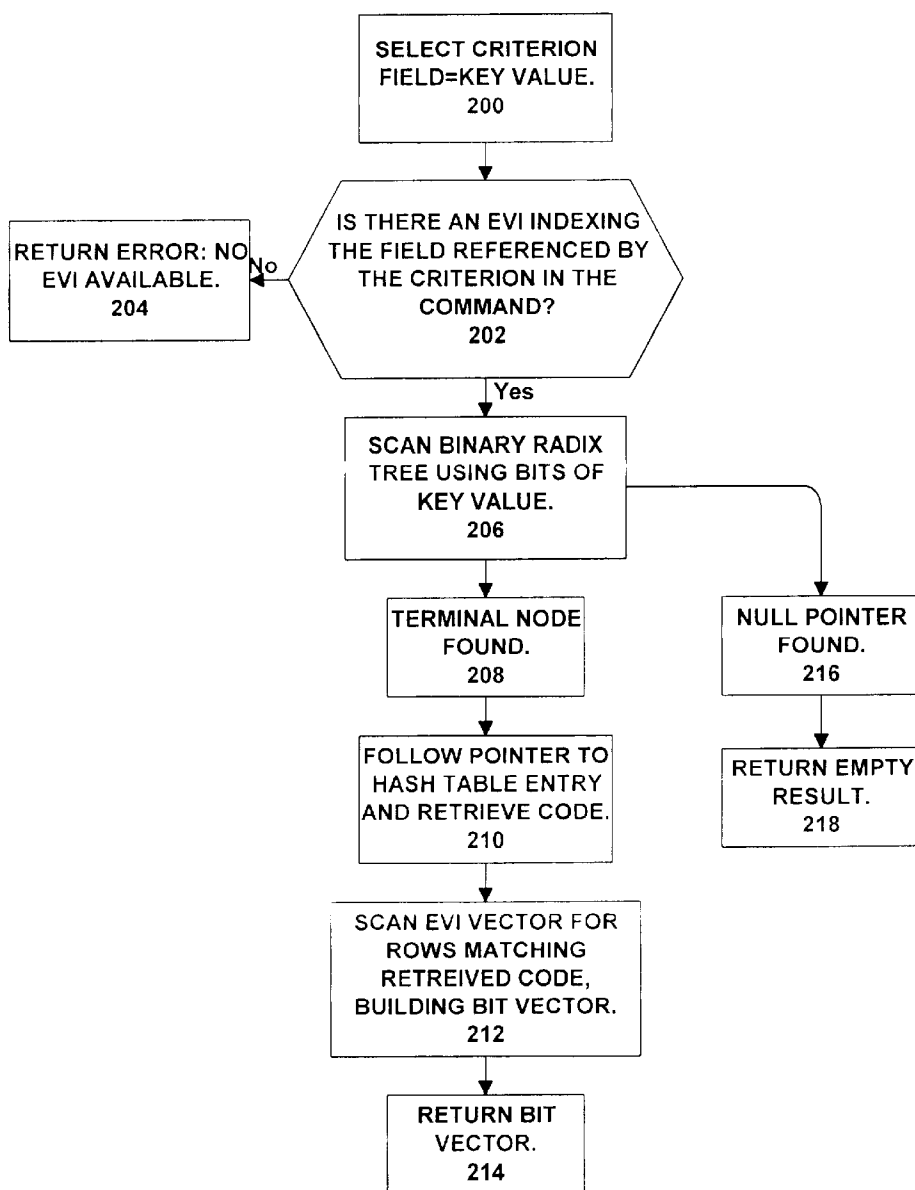 SELECT CRITERION
FIELD=KEY VALUE.
200
IS THERE AN EVI INDEXING
THE FIELD REFERENCED BY
THE CRITERION IN THE
COMMAND?
202
No
RETURN ERROR: NO
EVI AVAILABLE.
204
Yes
SCAN BINARY RADIX
TREE USING BITS OF
KEY VALUE.
206
TERMINAL NODE
FOUND.
208
NULL POINTER
FOUND.
216
FOLLOW POINTER TO
HASH TABLE ENTRY
AND RETRIEVE CODE.
210
RETURN EMPTY
RESULT.
218
SCAN EVI VECTOR FOR
ROWS MATCHING
RETREIVED CODE,
BUILDING BIT VECTOR.
212
RETURN BIT
VECTOR.
214